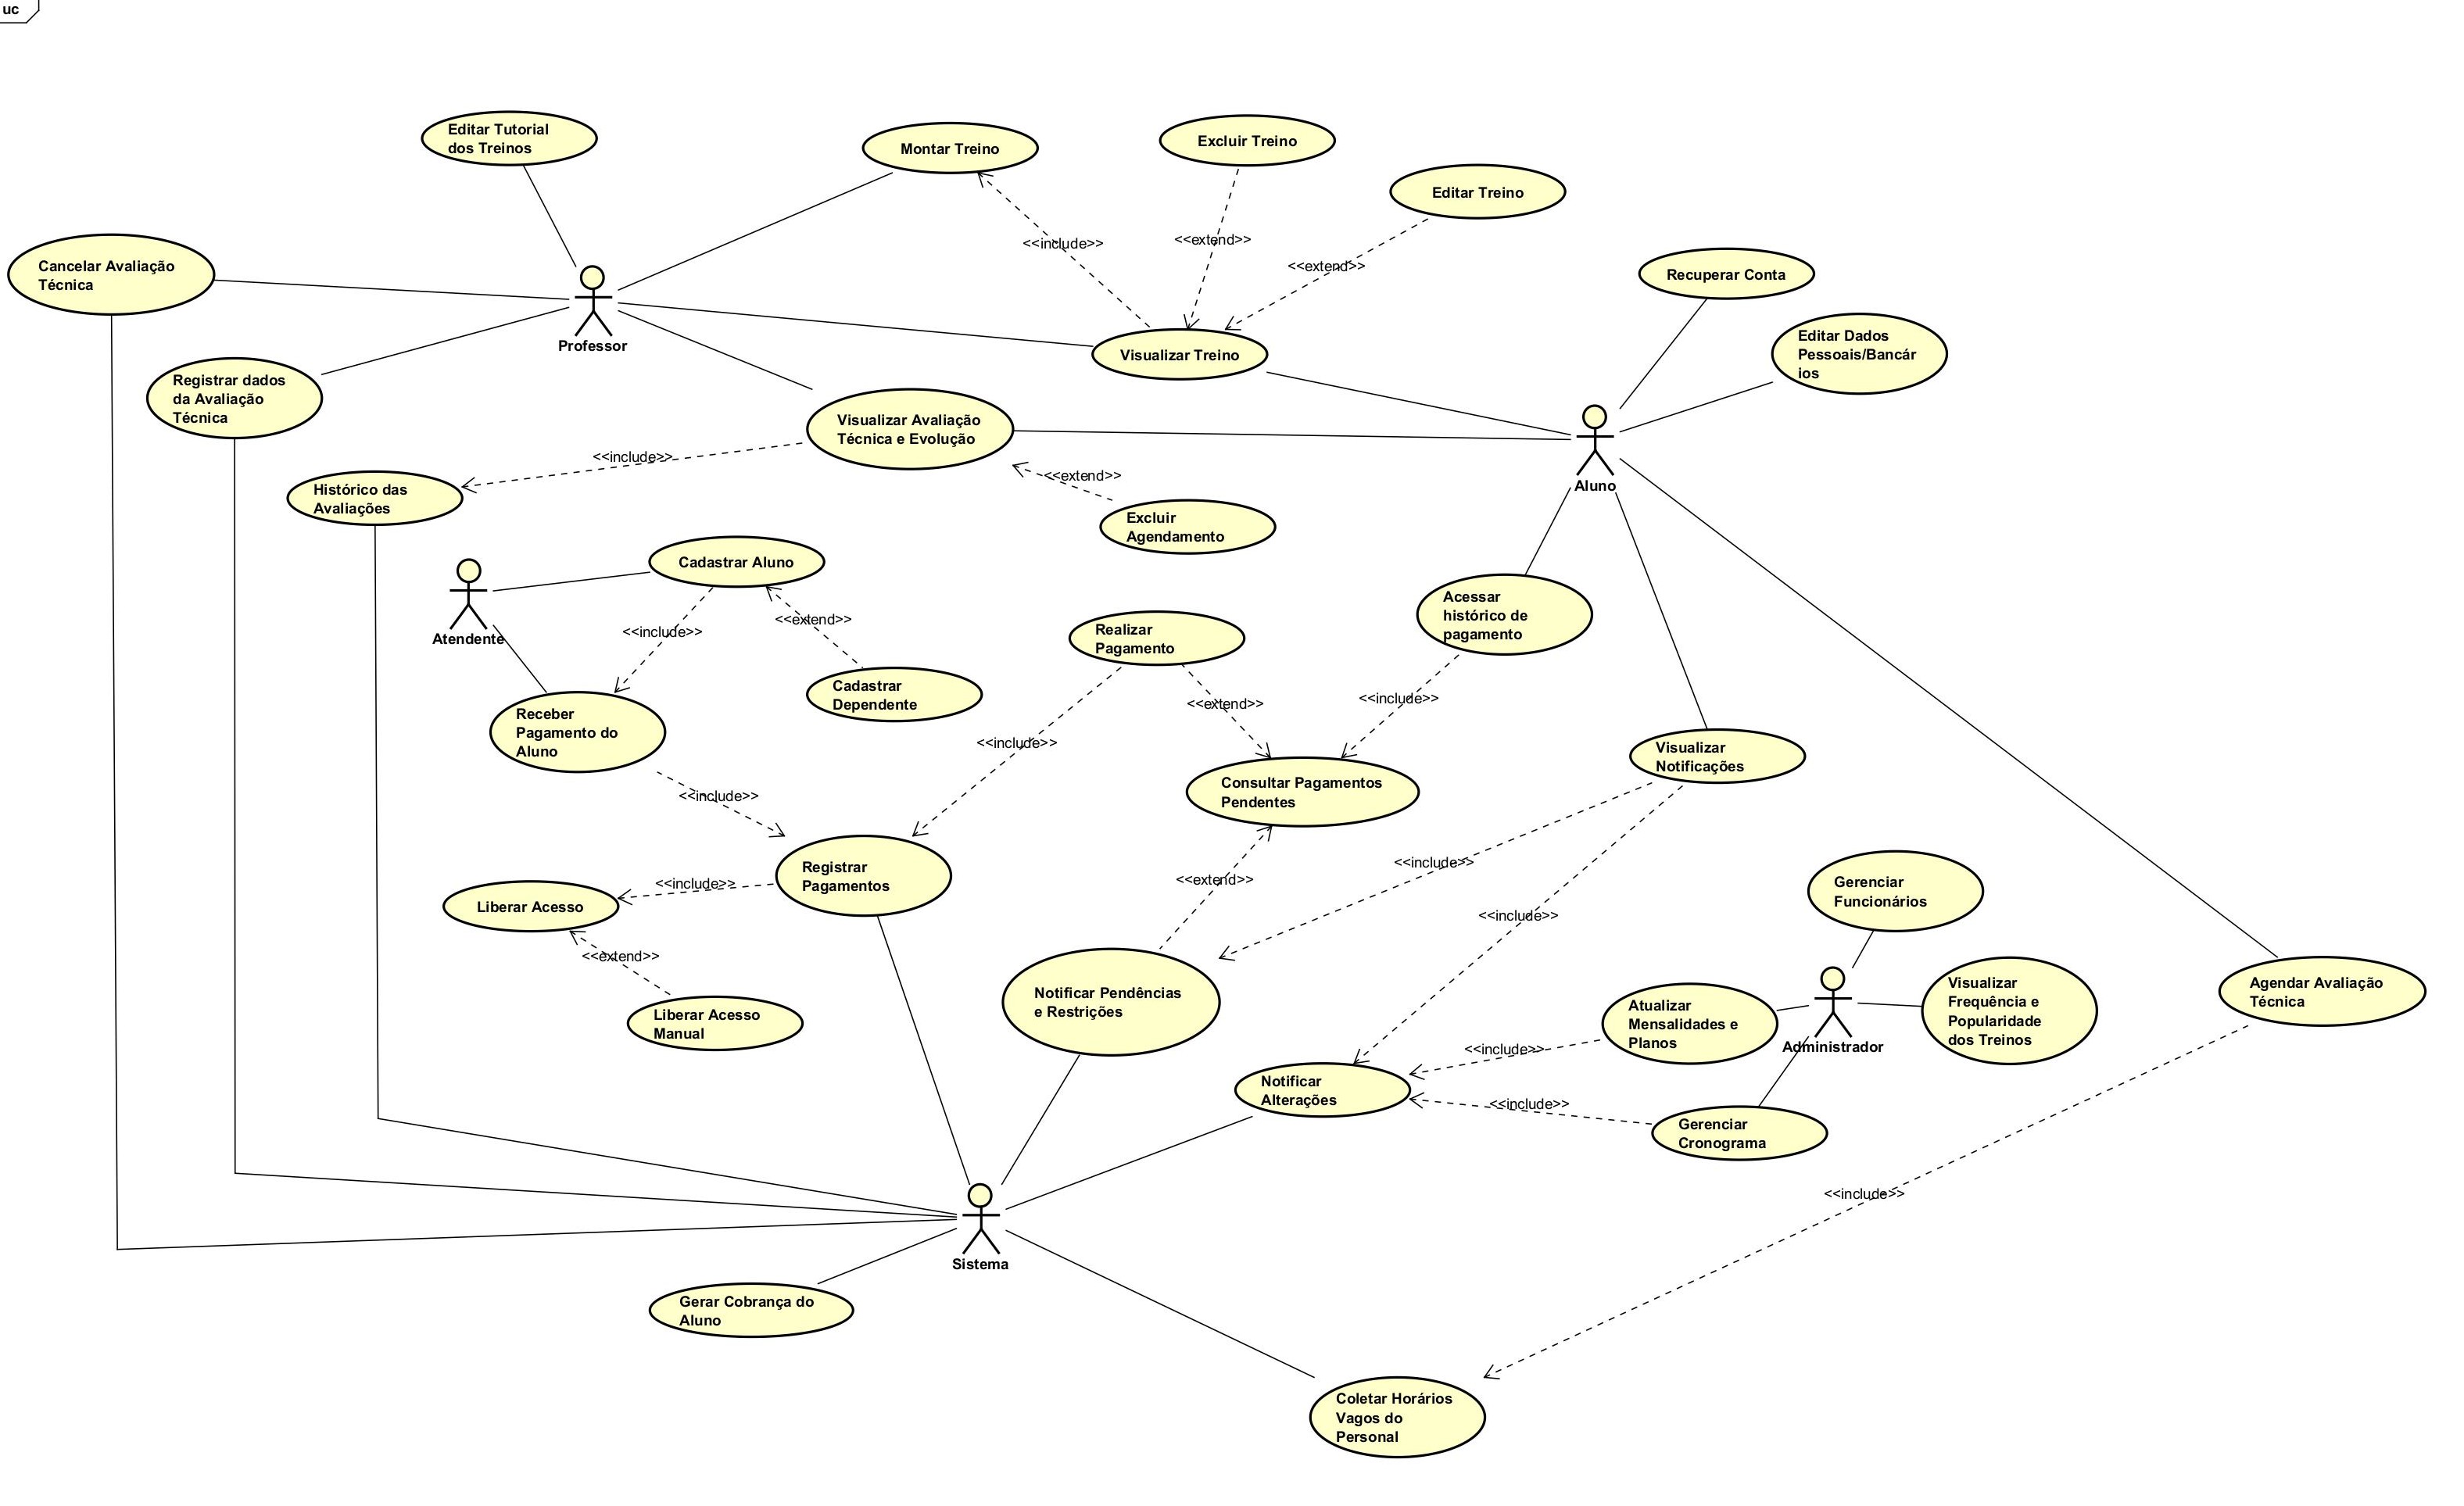 uc
Editar Tutorial
dos Treinos
Montar Treino
Excluir Treino
Editar Treino
<<include>>
<<extend>>
<<extend>>
Cancelar Avaliação
Técnica
Recuperar Conta
Professor
Visualizar Treino
Editar Dados
Pessoais/Bancár
ios
Registrar dados
da Avaliação
Técnica
Visualizar Avaliação
Técnica e Evolução
<<include>>
<<extend>>
Aluno
Histórico das
Avaliações
Excluir
Agendamento
Cadastrar Aluno
Atendente
<<include>>
<<extend>>
Realizar
Pagamento
Acessar
histórico de
pagamento
Cadastrar
Dependente
<<extend>>
<<include>>
Receber
Pagamento do
Aluno
<<include>>
Visualizar
Notificações
<<include>>
Consultar Pagamentos
Pendentes
Registrar
Pagamentos
<<include>>
<<extend>>
<<include>>
Liberar Acesso
Gerenciar
Funcionários
<<include>>
<<extend>>
Liberar Acesso
Manual
Notificar Pendências
e Restrições
Atualizar
Mensalidades e
Planos
Administrador
Visualizar
Frequência e
Popularidade
dos Treinos
Agendar Avaliação
Técnica
<<include>>
Notificar
Alterações
<<include>>
Gerenciar
Cronograma
<<include>>
Sistema
Gerar Cobrança do
Aluno
Coletar Horários
Vagos do
Personal